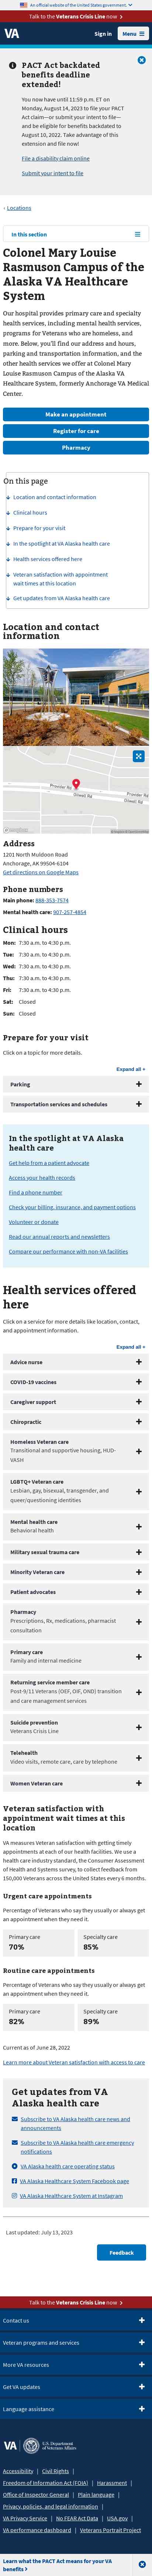 An official website of the United States government.
Talk to the Veterans Crisis Line now
VA
Sign in
Menu
PACT Act backdated
benefits deadline
extended!
You now have until 11:59 p.m. ET on
Monday, August 14, 2023 to file your PACT
Act claim—or submit your intent to file—
to be eligible for benefits backdated to
August 10, 2022. You don't need to file an
extension of time request. Apply for your
claim or intent to file now!
File a disability claim online
Submit your intent to file
Locations
In this section
Colonel Mary Louise
Rasmuson Campus of the
Alaska VA Healthcare
System
Our hospital provides primary care and specialty
health services, including mental health services,
programs for Veterans who are homeless, and
more. Below, you'll find our address and hours,
parking and transportation information, and the
other health services we offer at Colonel Mary
Louise Rasmuson Campus of the Alaska VA
Healthcare System, formerly Anchorage VA Medical
Center.
Make an appointment
Register for care
Pharmacy
On this page
Location and contact information
Clinical hours
Prepare for your visit
In the spotlight at VA Alaska health care
Health services offered here
Veteran satisfaction with appointment
wait times at this location
Get updates from VA Alaska health care
Location and contact
information
Provider Rd
Provider Rd
Address
1201 North Muldoon Road
Anchorage, AK 99504-6104
Get directions on Google Maps
Phone numbers
Main phone: 888-353-7574
Mental health care: 907-257-4854
Clinical hours
Mon: 7:30 a.m. to 4:30 p.m.
Tue: 7:30 a.m. to 4:30 p.m.
Wed: 7:30 a.m. to 4:30 p.m.
Thu: 7:30 a.m. to 4:30 p.m.
Fri: 7:30 a.m. to 4:30 p.m.
Sat: Closed
Sun: Closed
Prepare for your visit
Click on a topic for more details.
Expand all +
Parking
Transportation services and schedules
In the spotlight at VA Alaska
health care
Get help from a patient advocate
Access your health records
Find a phone number
Check your billing, insurance, and payment options
Volunteer or donate
Read our annual reports and newsletters
Compare our performance with non-VA facilities
Health services offered
here
Click on a service for more details like location, contact,
and appointment information.
Expand all +
Advice nurse
COVID-19 vaccines
Caregiver support
Chiropractic
Homeless Veteran care
Transitional and supportive housing, HUD-
VASH
LGBTQ+ Veteran care
Lesbian, gay, bisexual, transgender, and
queer/questioning identities
Mental health care
Behavioral health
Military sexual trauma care
Minority Veteran care
Patient advocates
Pharmacy
Prescriptions, Rx, medications, pharmacist
consultation
Primary care
Family and internal medicine
Returning service member care
Post-9/11 Veterans (OEF, OIF, OND) transition
and care management services
Suicide prevention
Veterans Crisis Line
Telehealth
Video visits, remote care, care by telephone
Women Veteran care
Veteran satisfaction with
appointment wait times at this
location
VA measures Veteran satisfaction with getting timely
appointments at each health facility, as part of the
government-wide Consumer Assessment of Health Care
Providers and Systems, to collect feedback from
150,000 Veterans across the United States every 6 months.
Urgent care appointments
Percentage of Veterans who say they usually or always get
an appointment when they need it.
Primary care
70%
Specialty care
85%
Routine care appointments
Percentage of Veterans who say they usually or always get
an appointment when they need it.
Primary care
82%
Specialty care
89%
Current as of June 28, 2022
Learn more about Veteran satisfaction with access to care
Get updates from VA
Alaska health care
Subscribe to VA Alaska health care news and
announcements
Subscribe to VA Alaska health care emergency
notifications
VA Alaska health care operating status
VA Alaska Healthcare System Facebook page
VA Alaska Healthcare System at Instagram
Last updated: July 13, 2023
Feedback
Talk to the Veterans Crisis Line now
Contact us
Veteran programs and services
More VA resources
Get VA updates
Language assistance
VA
U.S. Department
of Veterans Affairs
Accessibility | Civil Rights |
Freedom of Information Act (FOIA) | Harassment |
Office of Inspector General | Plain language |
Privacy, policies, and legal information |
VA Privacy Service | No FEAR Act Data | USA.gov |
VA performance dashboard | Veterans Portrait Project
Learn what the PACT Act means for your VA
benefits